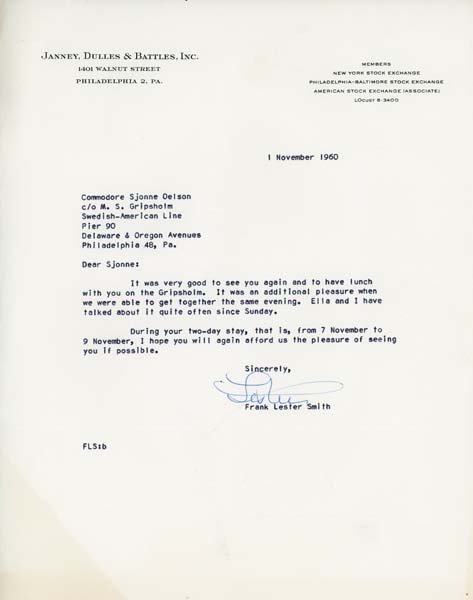 JANNEY, DULLES & BATTLES, INC.
1401 WALNUT STREET
PHILADELPHIA 2, PA.
MEMBERS
NEW YORK STOCK EXCHANGE
PHILADELPHIA-BALTIMORE STOCK EXCHANGE
AMERICAN STOCK EXCHANGE (ASSOCIATE)
LOCUST 8-3400
1 November 1960
Commodore Sjonne Oelson
c/o M. S. Gripsholm
Swedish-American Line
Pier 90
Delaware & Oregon Avenues
Philadelphia 48, Pa.
Dear Sjonne:
It was very good to see you again and to have lunch
with you on the Gripsholm. It was an additional pleasure when
we were able to get together the same evening. Ella and I have
talked about it quite often since Sunday.
During your two-day stay, that is, from 7 November to
9 November, I hope you will again afford us the pleasure of seeing
you if possible.
Sincerely,
Lester
Frank Lester Smith
FLS:b